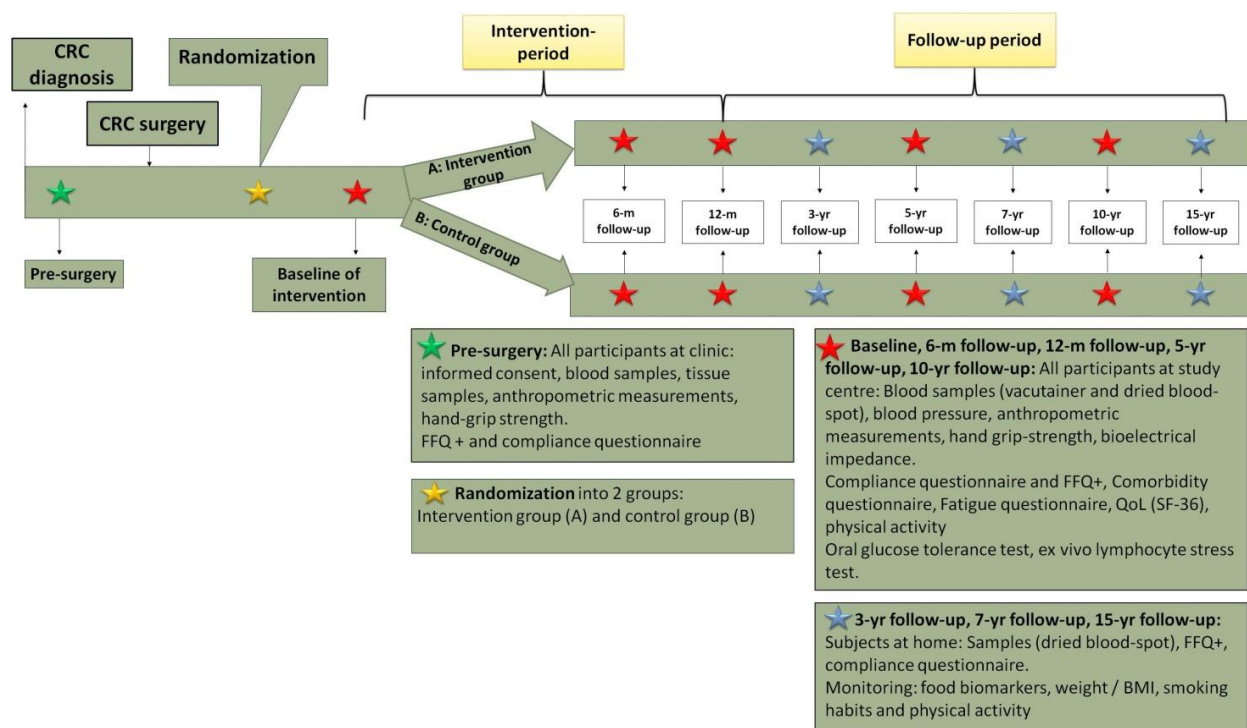 CRC
diagnosis
CRC surgery
Randomization
Intervention-
period
Follow-up period
A: Intervention
group
B: Control group
Pre-surgery
Baseline of
intervention
6-m
follow-up
12-m
follow-up
3-yr
follow-up
5-yr
follow-up
7-yr
follow-up
10-yr
follow-up
15-yr
follow-up
Pre-surgery: All participants at clinic:
informed consent, blood samples, tissue
samples, anthropometric measurements,
hand-grip strength.
FFQ + and compliance questionnaire
Randomization into 2 groups:
Intervention group (A) and control group (B)
Baseline, 6-m follow-up, 12-m follow-up, 5-yr
follow-up, 10-yr follow-up: All participants at study
centre: Blood samples (vacutainer and dried blood-
spot), blood pressure, anthropometric
measurements, hand grip-strength, bioelectrical
impedance.
Compliance questionnaire and FFQ+, Comorbidity
questionnaire, Fatigue questionnaire, QoL (SF-36),
physical activity
Oral glucose tolerance test, ex vivo lymphocyte stress
test.
3-yr follow-up, 7-yr follow-up, 15-yr follow-up:
Subjects at home: Samples (dried blood-spot), FFQ+,
compliance questionnaire.
Monitoring: food biomarkers, weight / BMI, smoking
habits and physical activity